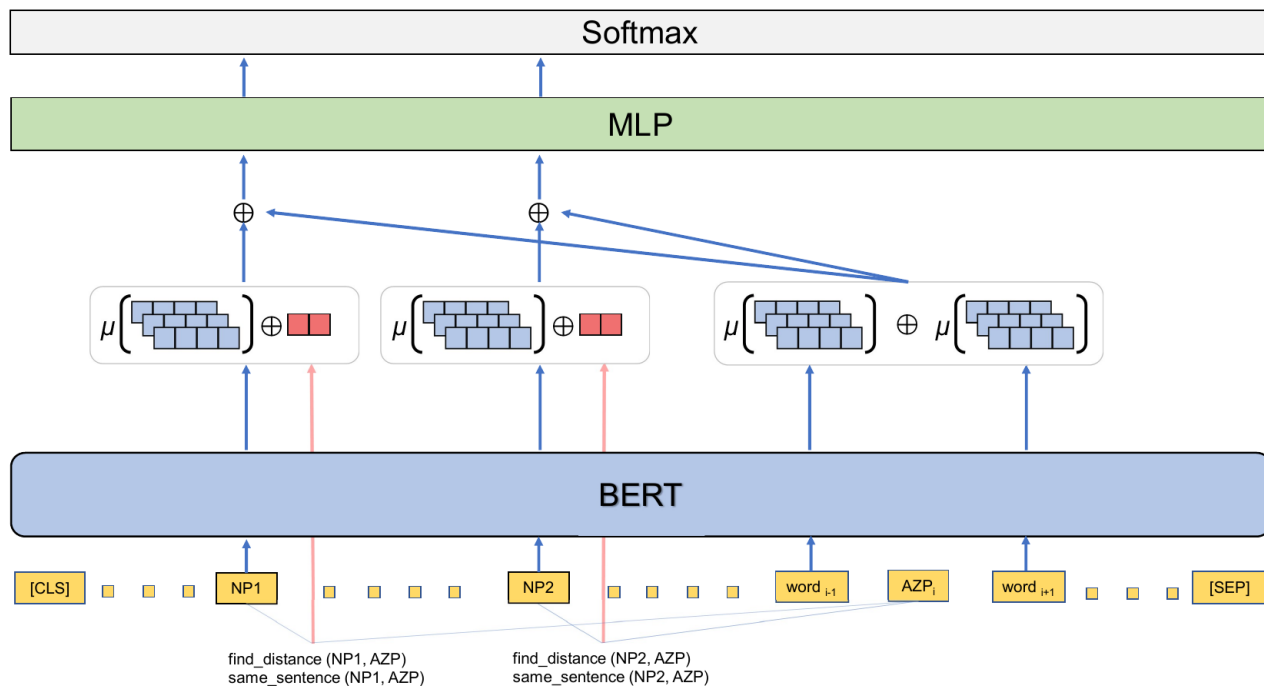 Softmax
MLP
⊕ ⊕
μ ( ) ⊕ μ ( ) ⊕ μ ( ) ⊕ μ ( )
BERT
[CLS] NP1 NP2 word i-1 AZPi word i+1 [SEP]
find_distance (NP1, AZP) find_distance (NP2, AZP)
same_sentence (NP1, AZP) same_sentence (NP2, AZP)